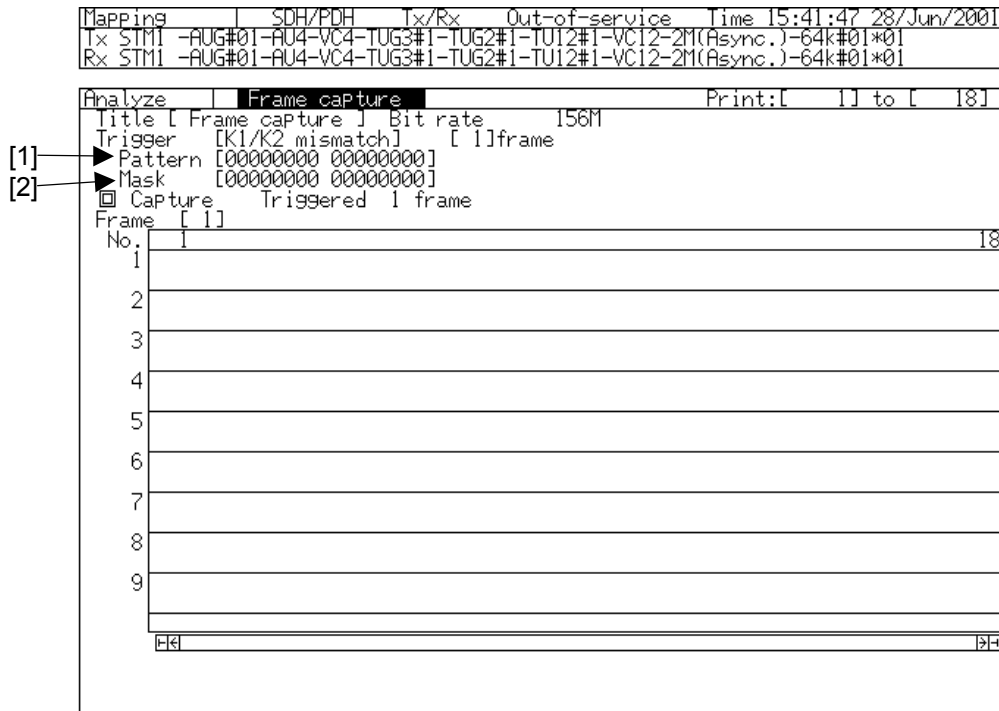 Mapping SDH/PDH Tx/Rx Out-of-service Time 15:41:47 28/Jun/2001
Tx STM1 -AUG#01-AU4-VC4-TUG3#1-TUG2#1-TU12#1-VC12-2M(Async.)-64k#01*01
Rx STM1 -AUG#01-AU4-VC4-TUG3#1-TUG2#1-TU12#1-VC12-2M(Async.)-64k#01*01
Analyze Frame capture Print:[ 1] to [ 18]
Title [ Frame capture ] Bit rate 156M
Trigger [K1/K2 mismatch] [ 1]frame
[1] Pattern [00000000 00000000]
[2] Mask [00000000 00000000]
Capture Triggered 1 frame
Frame [ 1]
No. 1 18
1
2
3
4
5
6
7
8
9